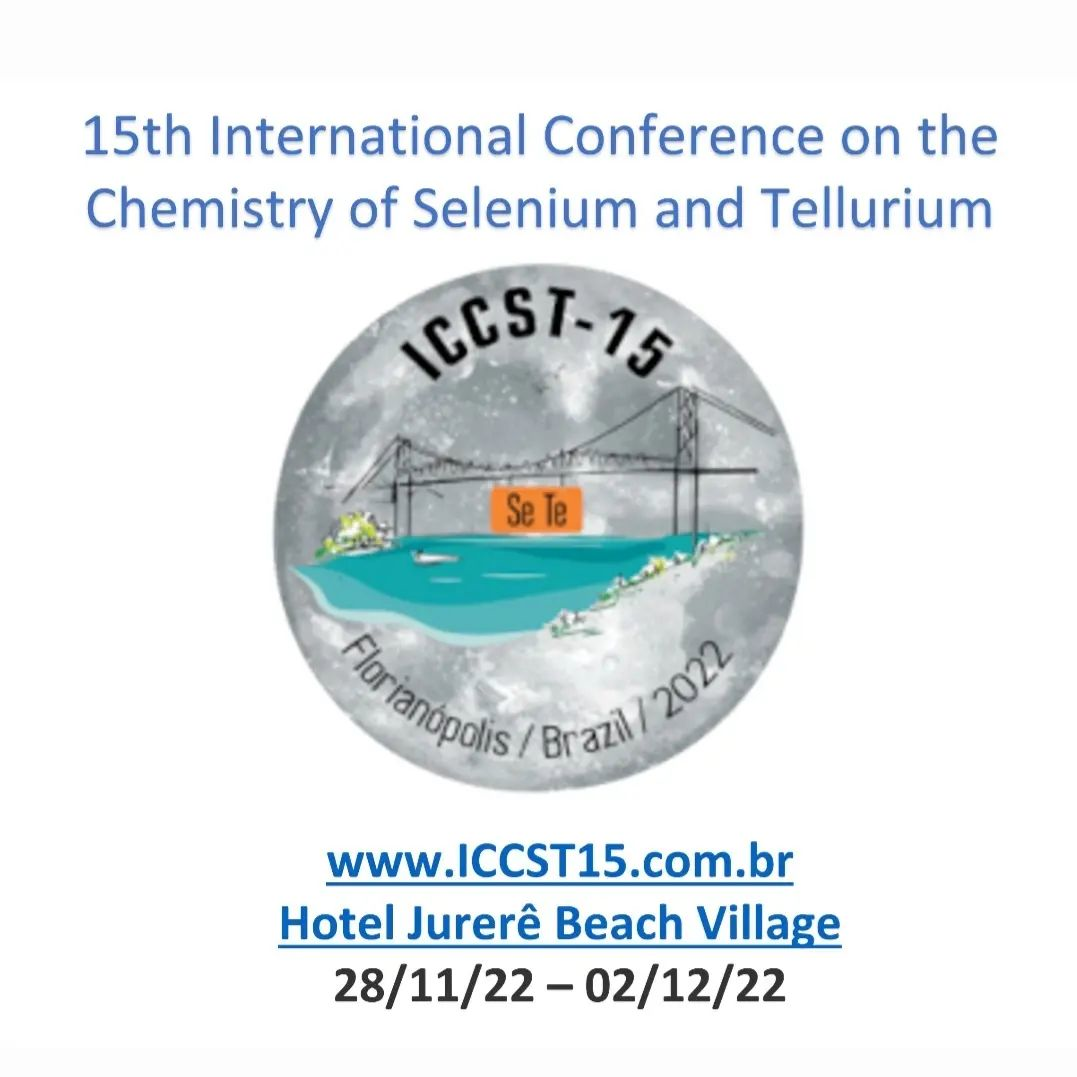 15th International Conference on the
Chemistry of Selenium and Tellurium
ICCST-15
Se Te
Florianópolis / Brazil / 2022
www.ICCST15.com.br
Hotel Jurerê Beach Village
28/11/22 – 02/12/22